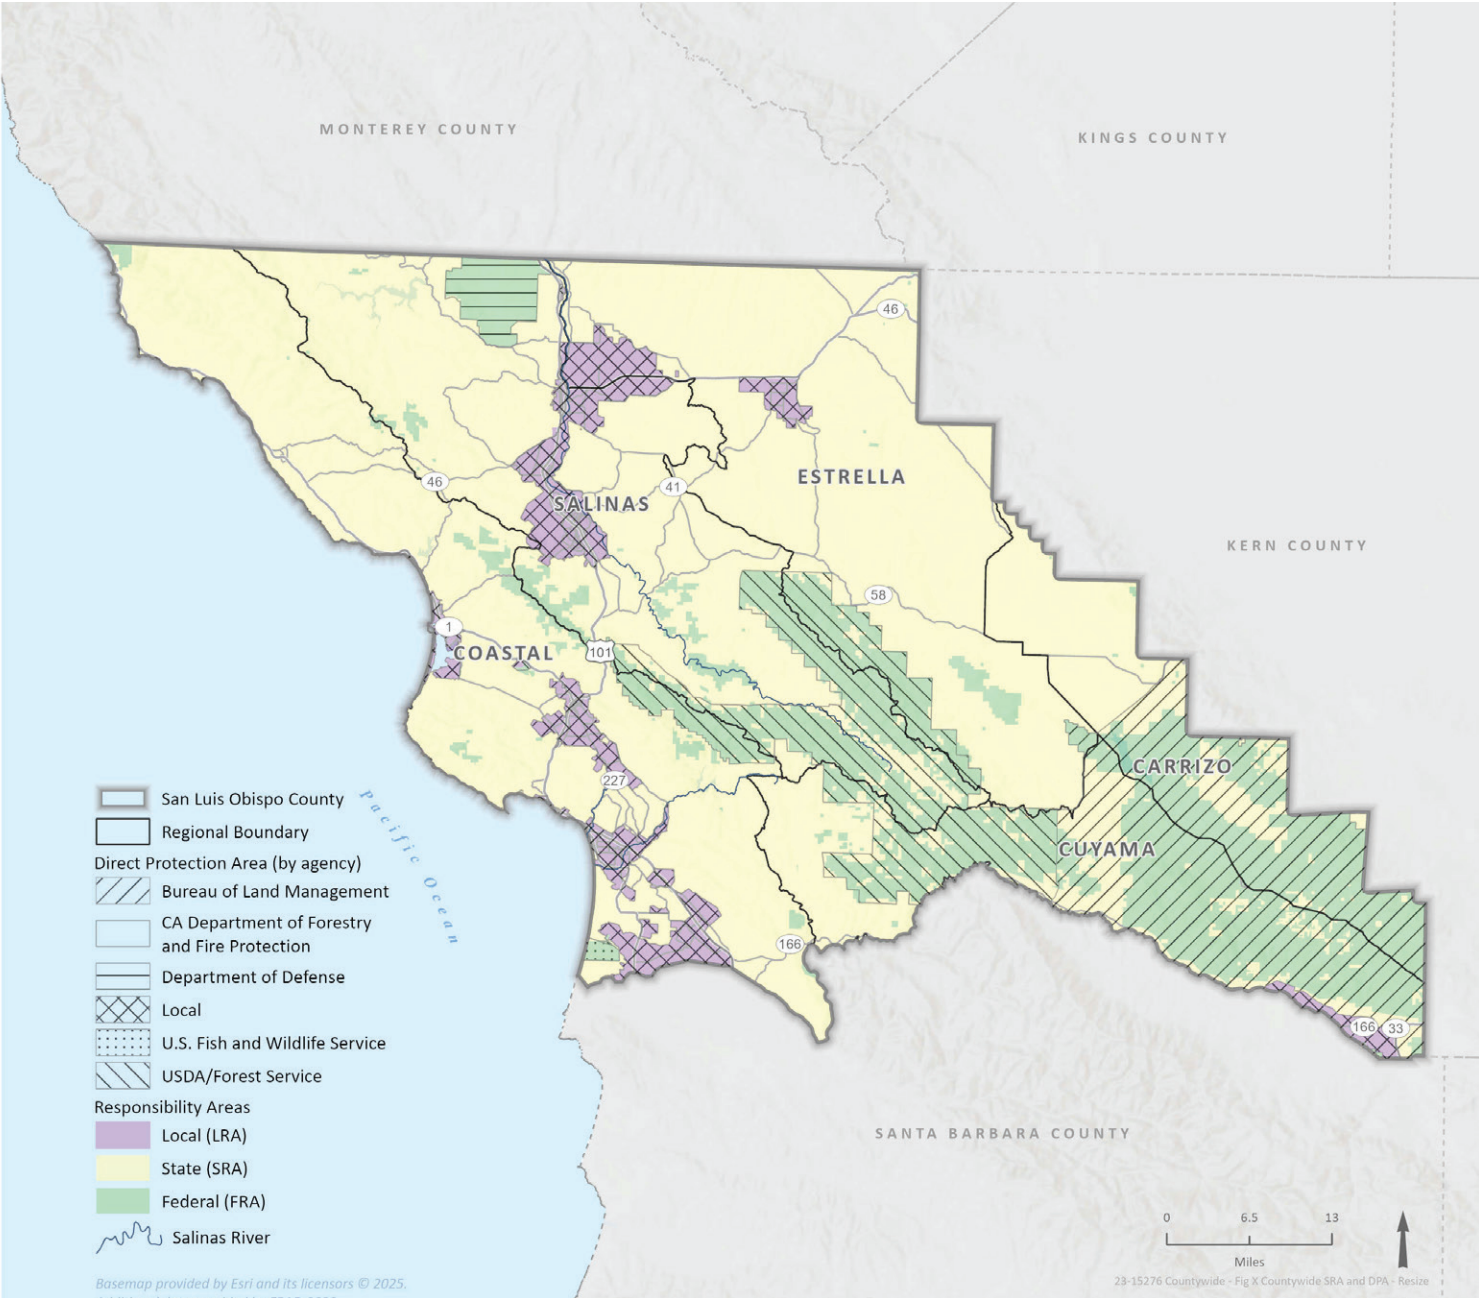 MONTEREY COUNTY
KINGS COUNTY
46
ESTRELLA
46
41
SALINAS
KERN COUNTY
58
1
COASTAL
101
CARRIZO
227
CUYAMA
166
166
33
Pacific Ocean
SANTA BARBARA COUNTY
San Luis Obispo County
Regional Boundary
Direct Protection Area (by agency)
Bureau of Land Management
CA Department of Forestry
and Fire Protection
Department of Defense
Local
U.S. Fish and Wildlife Service
USDA/Forest Service
Responsibility Areas
Local (LRA)
State (SRA)
Federal (FRA)
Salinas River
0 6.5 13
Miles
23-15276 Countywide - Fig X Countywide SRA and DPA - Resize
Basemap provided by Esri and its licensors © 2025.